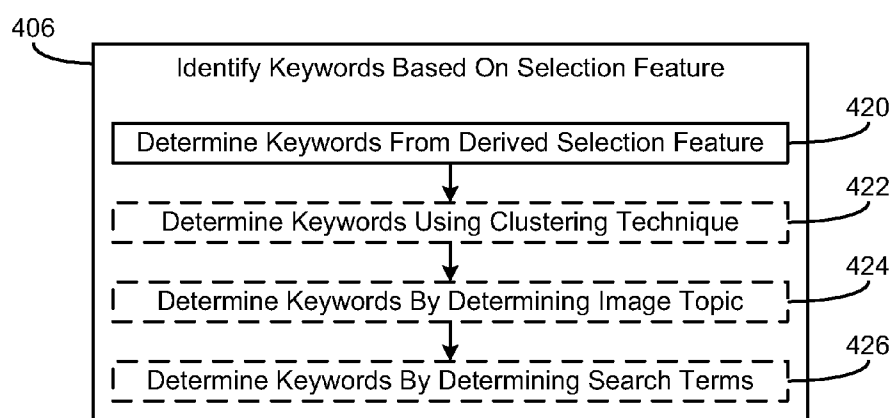 406
Identify Keywords Based On Selection Feature
420
Determine Keywords From Derived Selection Feature
422
Determine Keywords Using Clustering Technique
424
Determine Keywords By Determining Image Topic
426
Determine Keywords By Determining Search Terms